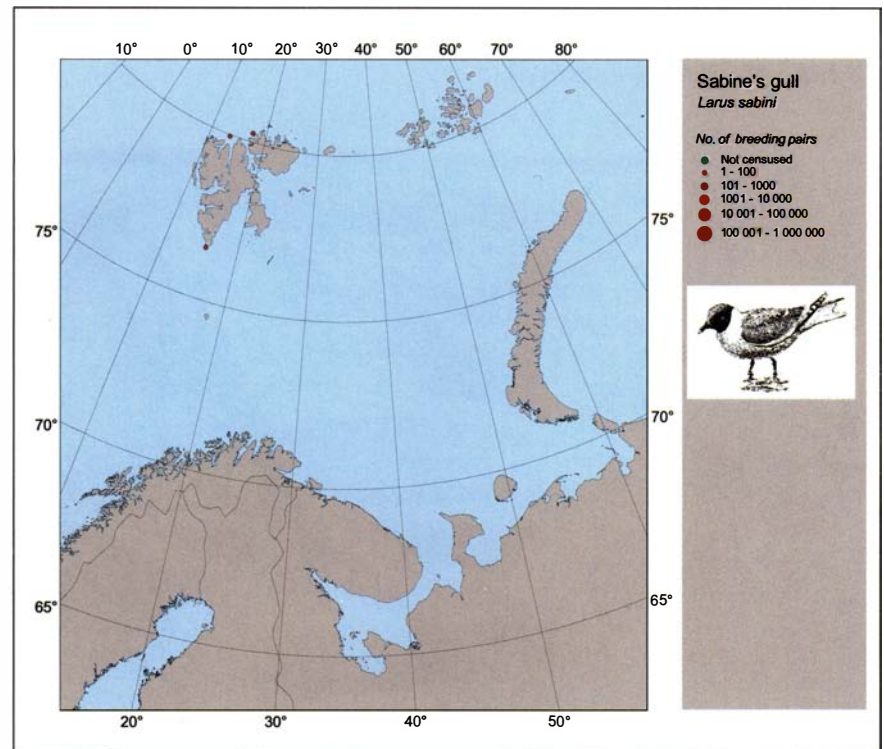 10° 0° 10° 20° 30° 40° 50° 60° 70° 80°
Sabine's gull
Larus sabini
No. of breeding pairs
Not censused
1 - 100
101 - 1000
1001 - 10 000
10 001 - 100 000
100 001 - 1 000 000
75° 75°
70° 70°
65° 65°
20° 30° 40° 50°